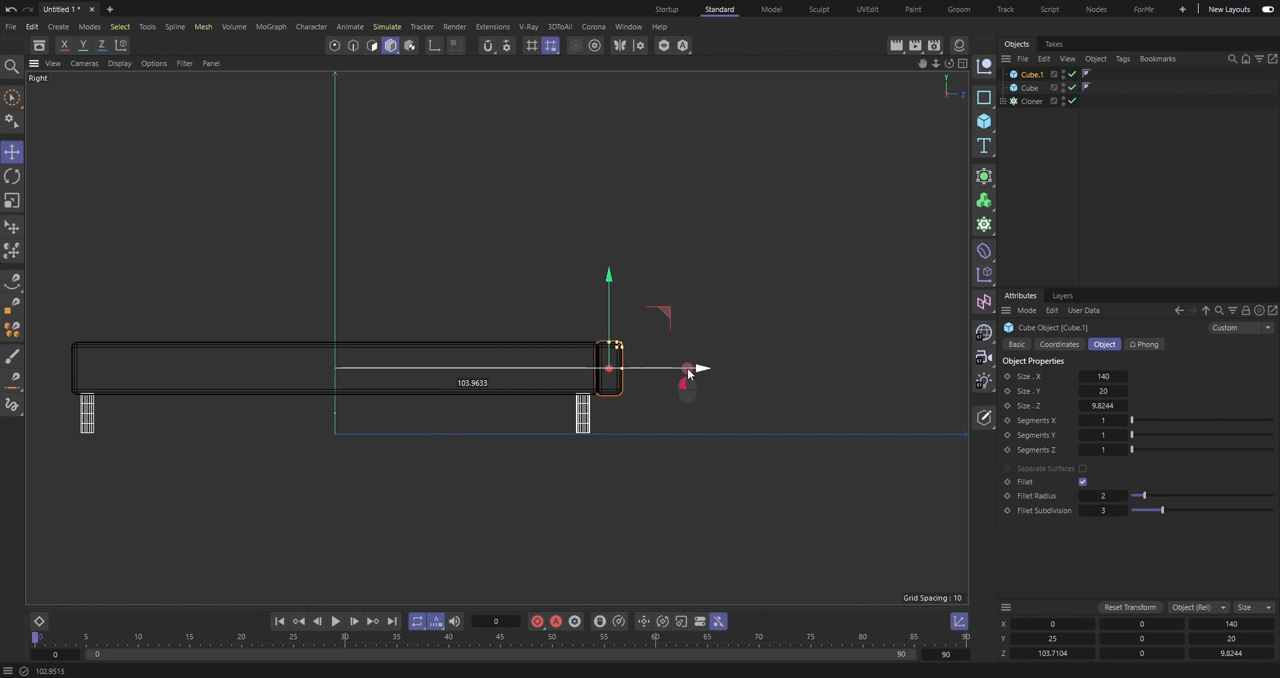 Untitled 1 *
Startup Standard Model Sculpt UVEdit Paint Groom Track Script Nodes ForMe New Layouts
File Edit Create Modes Select Tools Spline Mesh Volume MoGraph Character Animate Simulate Tracker Render Extensions V-Ray 3DToAll Corona Window Help
Objects Takes
View Cameras Display Options Filter Panel
File Edit View Object Tags Bookmarks
Right
Y
Z
Cube.1
Cube
Cloner
Attributes Layers
Mode Edit User Data
Cube Object [Cube.1] Custom
Basic Coordinates Object Phong
Object Properties
Size . X 140
Size . Y 20
Size . Z 9.8244
Segments X 1
Segments Y 1
Segments Z 1
Separate Surfaces
Fillet
Fillet Radius 2
Fillet Subdivision 3
103.9633
Grid Spacing : 10
Reset Transform Object (Rel) Size
0
X 0 0 140
Y 25 0 20
Z 103.7104 0 9.8244
0 5 10 15 20 25 30 35 40 45 50 55 60 65 70 75 80 85 90
0 0 90 90
102.9515